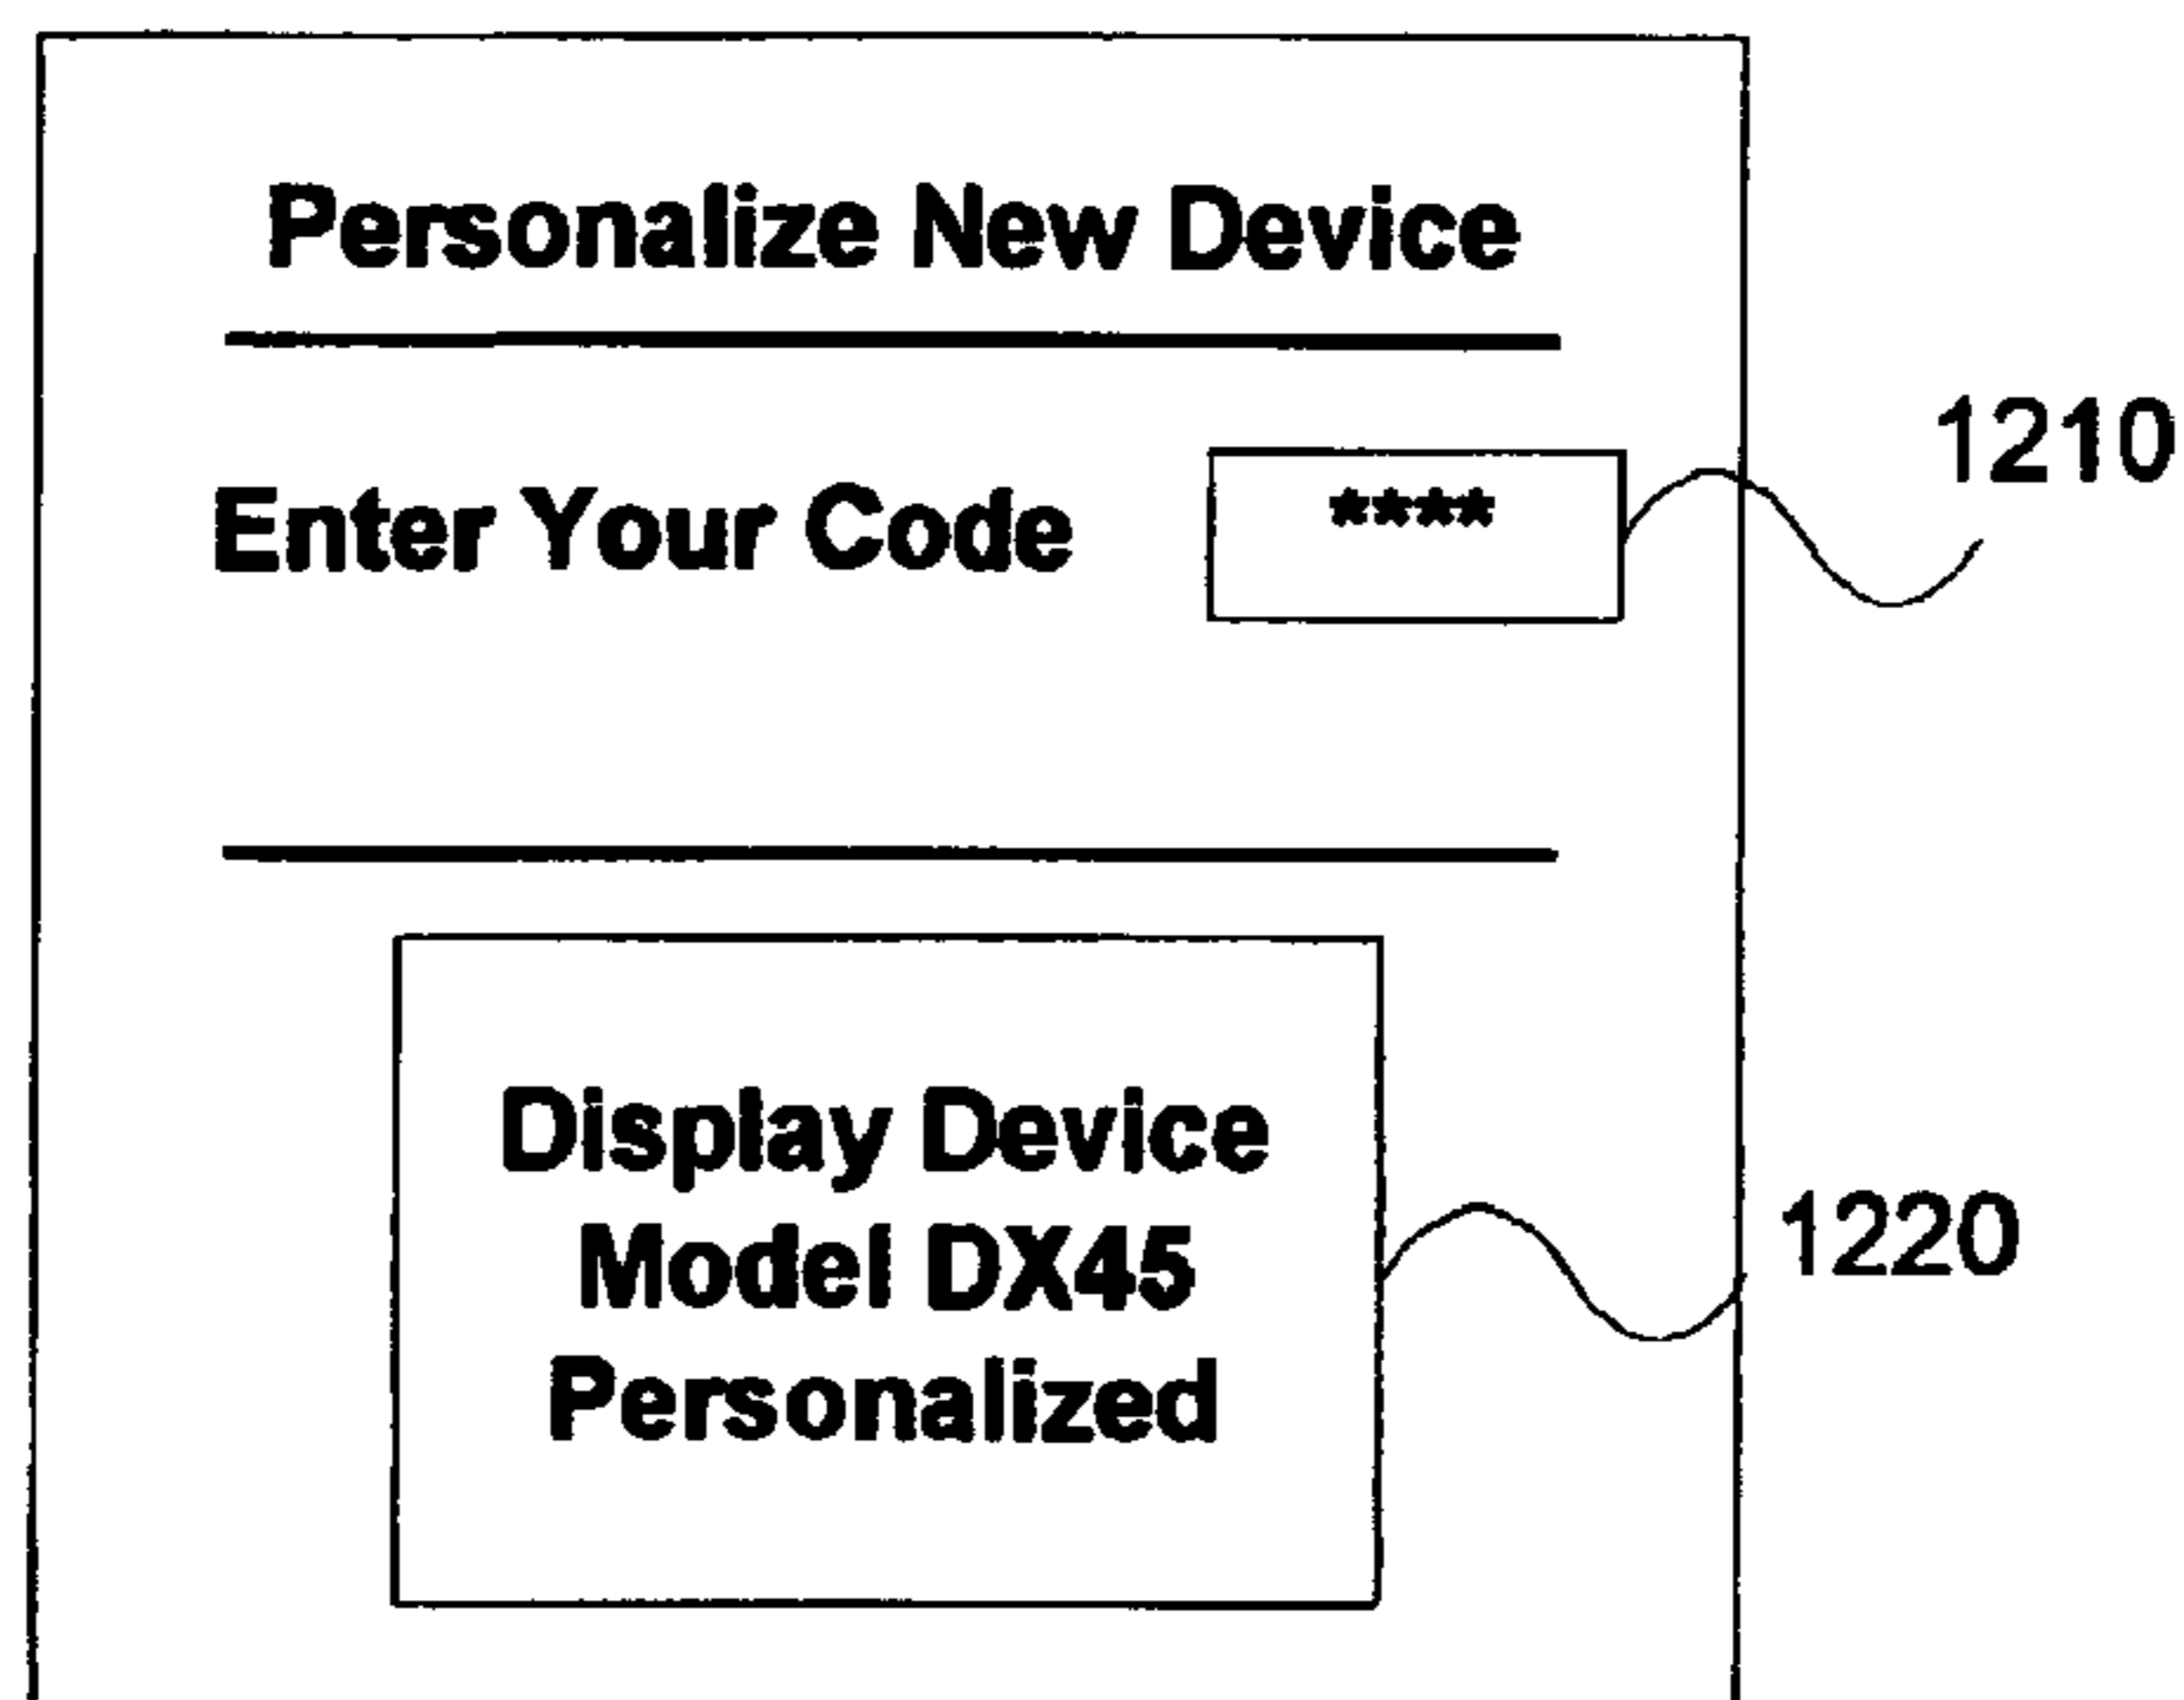 Personalize New Device
1210
Enter Your Code ****
Display Device
Model DX45
Personalized
1220